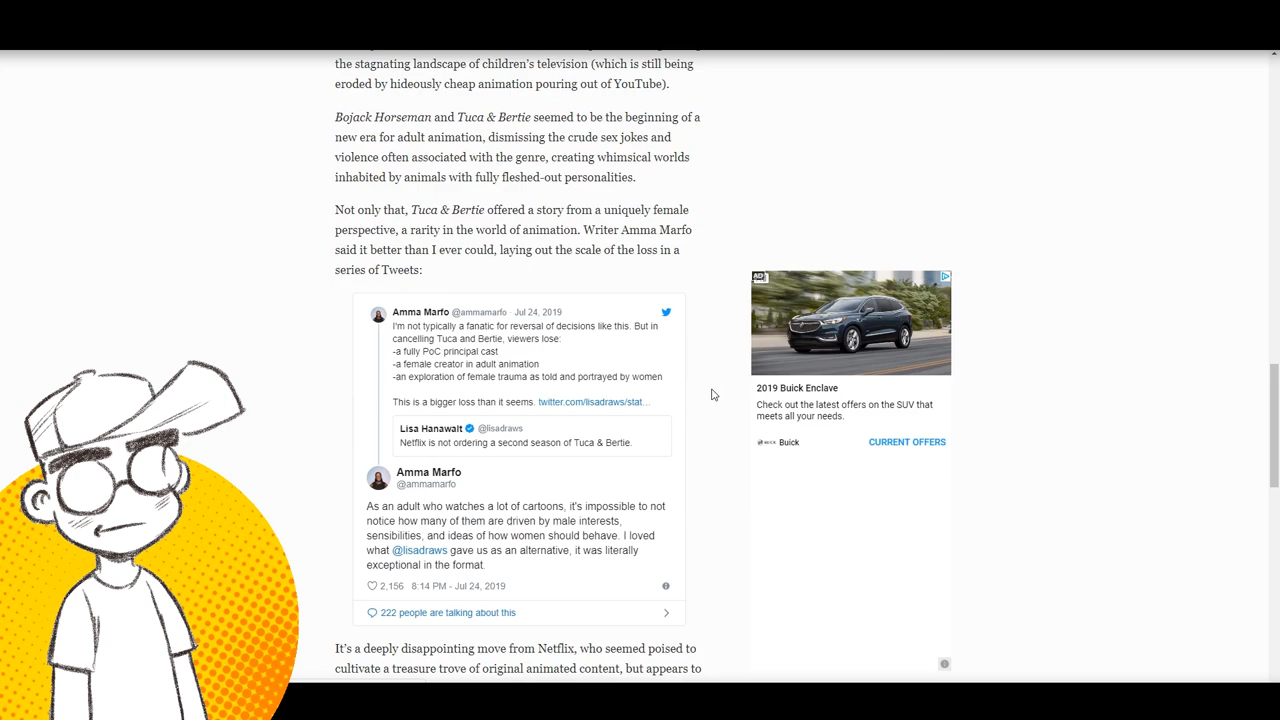 the stagnating landscape of children's television (which is still being
eroded by hideously cheap animation pouring out of YouTube).
Bojack Horseman and Tuca & Bertie seemed to be the beginning of a
new era for adult animation, dismissing the crude sex jokes and
violence often associated with the genre, creating whimsical worlds
inhabited by animals with fully fleshed-out personalities.
Not only that, Tuca & Bertie offered a story from a uniquely female
perspective, a rarity in the world of animation. Writer Amma Marfo
said it better than I ever could, laying out the scale of the loss in a
series of Tweets:
Amma Marfo @ammamarfo · Jul 24, 2019
I'm not typically a fanatic for reversal of decisions like this. But in
cancelling Tuca and Bertie, viewers lose:
-a fully PoC principal cast
-a female creator in adult animation
-an exploration of female trauma as told and portrayed by women
This is a bigger loss than it seems. twitter.com/lisadraws/stat…
Lisa Hanawalt @lisadraws
Netflix is not ordering a second season of Tuca & Bertie.
Amma Marfo
@ammamarfo
As an adult who watches a lot of cartoons, it's impossible to not
notice how many of them are driven by male interests,
sensibilities, and ideas of how women should behave. I loved
what @lisadraws gave us as an alternative, it was literally
exceptional in the format.
2,156 8:14 PM - Jul 24, 2019
222 people are talking about this
It's a deeply disappointing move from Netflix, who seemed poised to
cultivate a treasure trove of original animated content, but appears to
AD
2019 Buick Enclave
Check out the latest offers on the SUV that
meets all your needs.
Buick CURRENT OFFERS